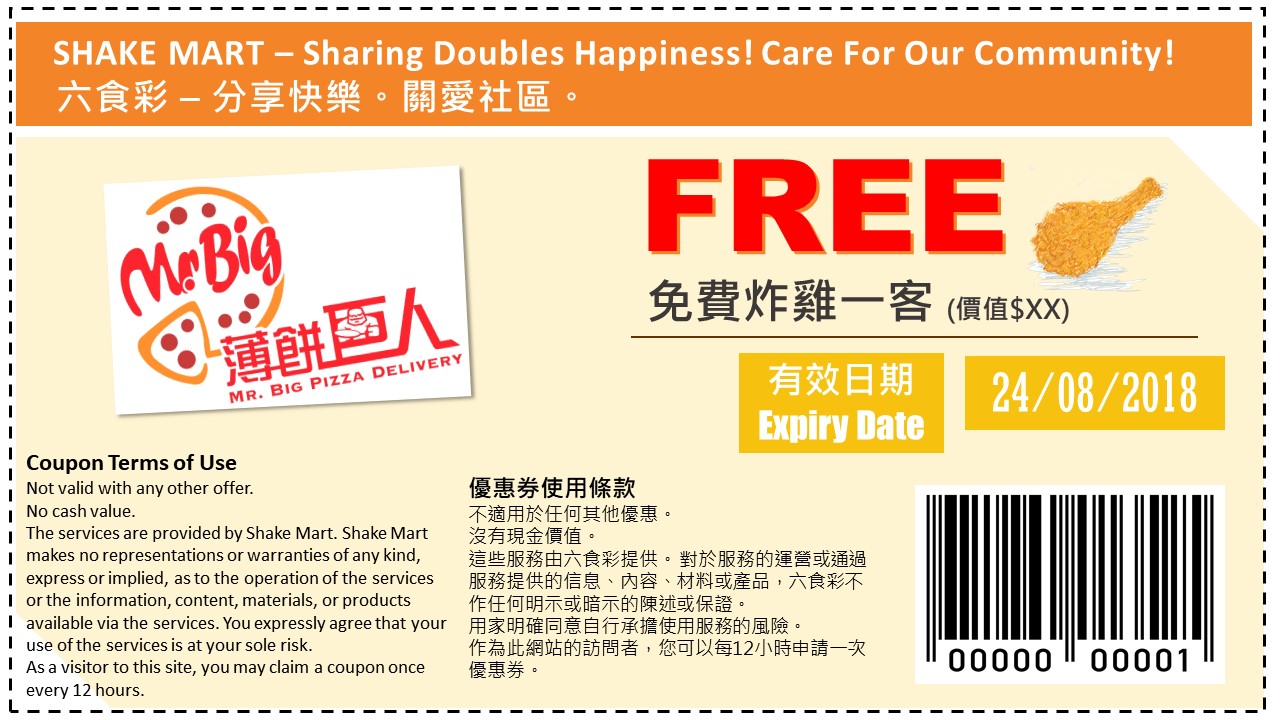 SHAKE MART – Sharing Doubles Happiness! Care For Our Community!
六食彩 – 分享快樂。關愛社區。
Mr. Big
薄餅巨人
MR. BIG PIZZA DELIVERY
FREE
免費炸雞一客 (價值$XX)
有效日期
Expiry Date
24/08/2018
Coupon Terms of Use
Not valid with any other offer.
No cash value.
The services are provided by Shake Mart. Shake Mart
makes no representations or warranties of any kind,
express or implied, as to the operation of the services
or the information, content, materials, or products
available via the services. You expressly agree that your
use of the services is at your sole risk.
As a visitor to this site, you may claim a coupon once
every 12 hours.
優惠券使用條款
不適用於任何其他優惠。
沒有現金價值。
這些服務由六食彩提供。 對於服務的運營或通過
服務提供的信息、內容、材料或產品，六食彩不
作任何明示或暗示的陳述或保證。
用家明確同意自行承擔使用服務的風險。
作為此網站的訪問者，您可以每12小時申請一次
優惠券。
00000 00001